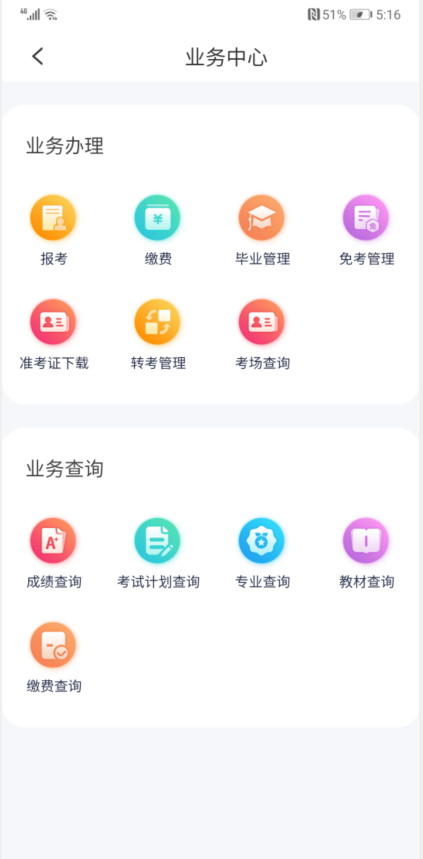 4G 51% 5:16
业务中心
业务办理
报考 缴费 毕业管理 免考管理
准考证下载 转考管理 考场查询
业务查询
A+
成绩查询 考试计划查询 专业查询 教材查询
缴费查询